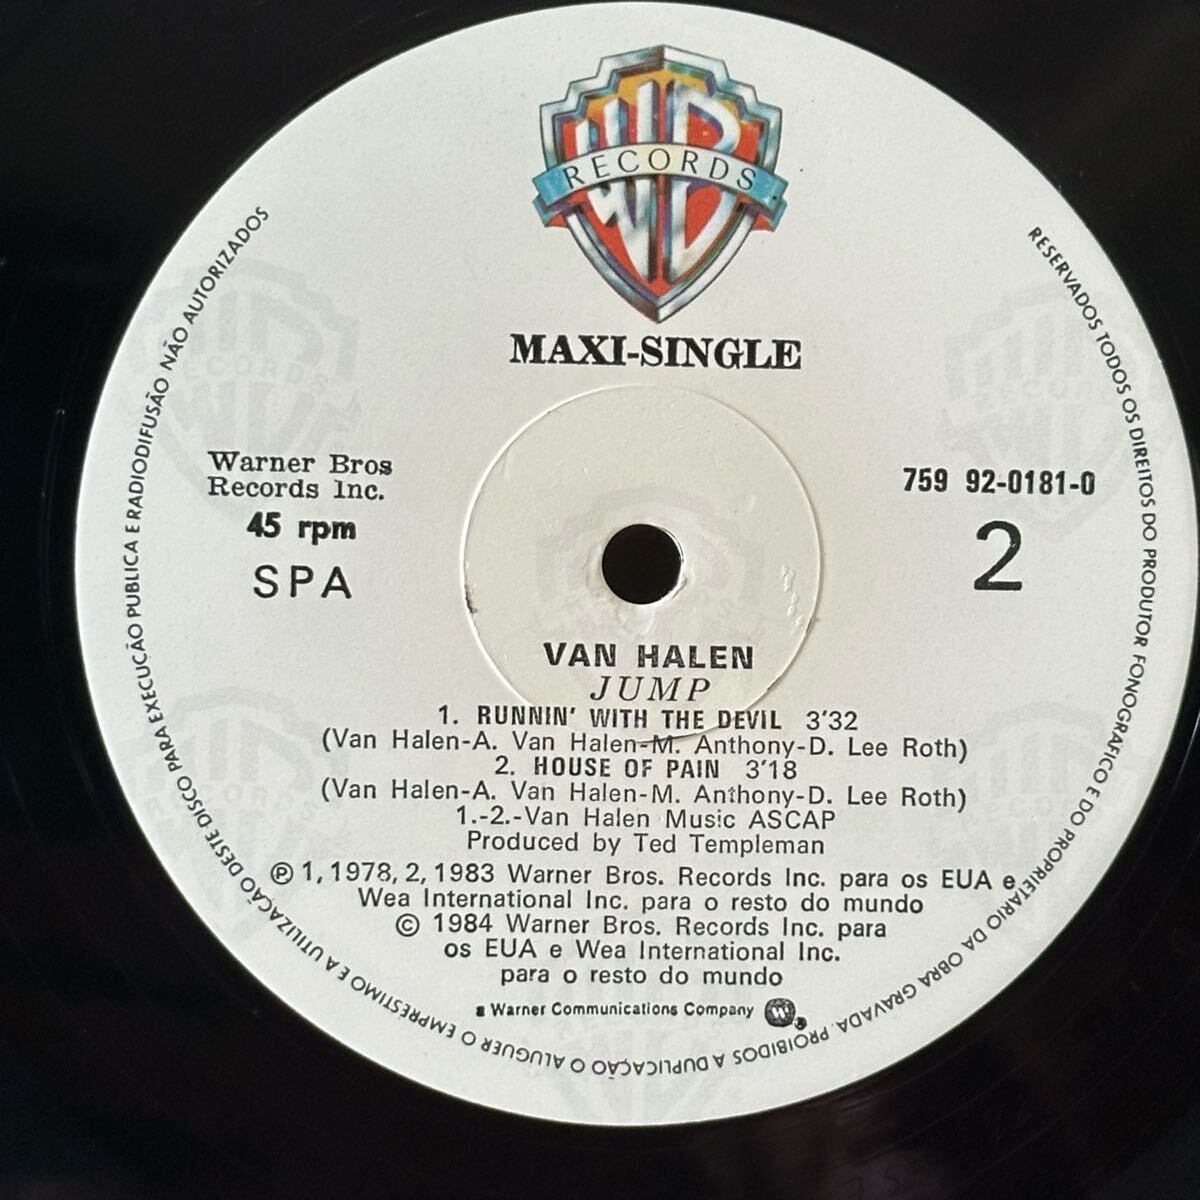 WB
RECORDS
MAXI-SINGLE
Warner Bros
Records Inc.
45 rpm
SPA
759 92-0181-0
2
VAN HALEN
JUMP
1. RUNNIN' WITH THE DEVIL 3'32
(Van Halen-A. Van Halen-M. Anthony-D. Lee Roth)
2. HOUSE OF PAIN 3'18
(Van Halen-A. Van Halen-M. Anthony-D. Lee Roth)
1.-2.-Van Halen Music ASCAP
Produced by Ted Templeman
℗ 1, 1978, 2, 1983 Warner Bros. Records Inc. para os EUA e
Wea International Inc. para o resto do mundo
© 1984 Warner Bros. Records Inc. para
os EUA e Wea International Inc.
para o resto do mundo
a Warner Communications Company
RESERVADOS TODOS OS DIREITOS DO PRODUTOR FONOGRAFICO E DO PROPRIETARIO DA OBRA GRAVADA. PROIBIDOS A DUPLICAÇÃO O ALUGUER O EMPRESTIMO E A UTILIZAÇÃO DESTE DISCO PARA EXECUÇÃO PUBLICA E RADIODIFUSÃO NÃO AUTORIZADOS